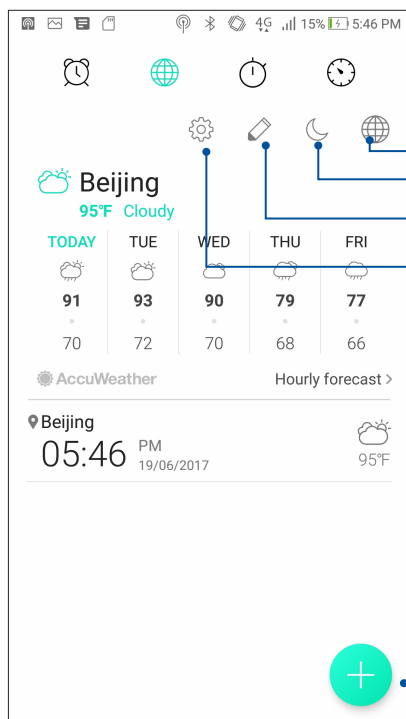 4G 15% 5:46 PM
Beijing
95°F Cloudy
TODAY TUE WED THU FRI
91 93 90 79 77
70 72 70 68 66
AccuWeather Hourly forecast >
Beijing
05:46 PM
19/06/2017
95°F